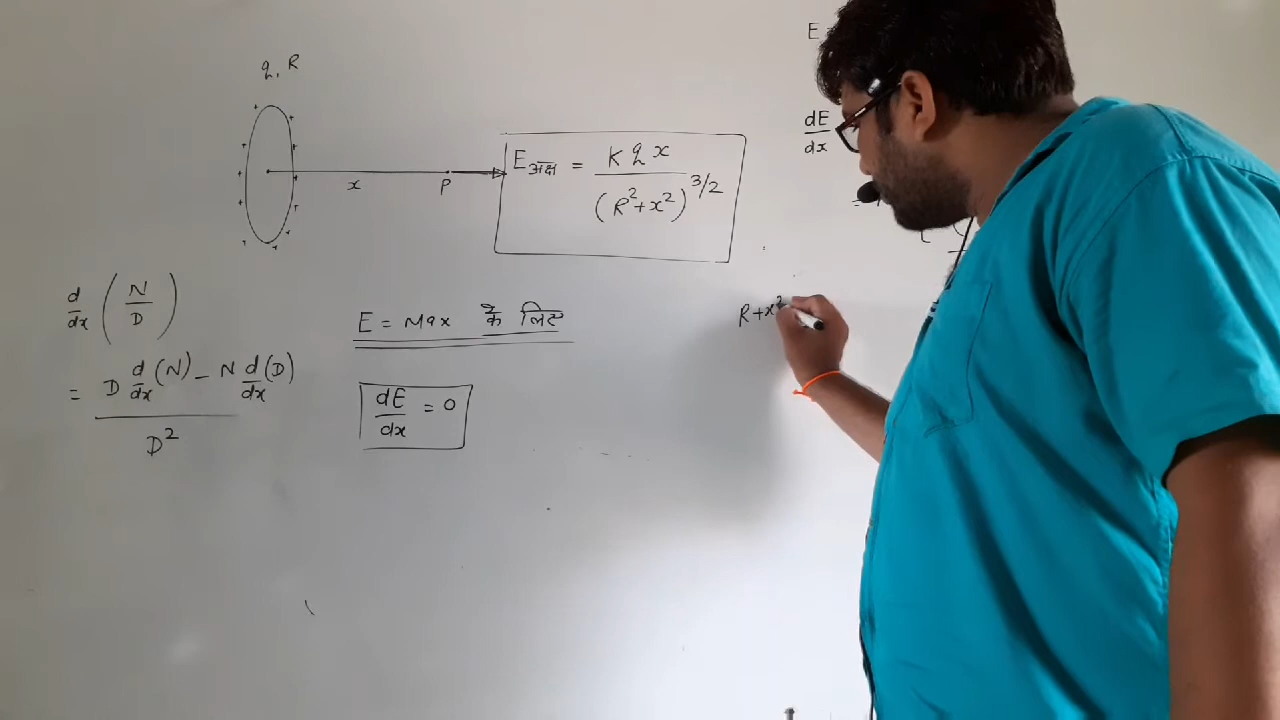 q, R
x
P
E अक्ष = K q x / (R² + x²)^3/2
d/dx (N/D)
= D d/dx (N) - N d/dx (D) / D²
E = Max के लिए
dE/dx = 0
E
dE/dx
=
R+x²